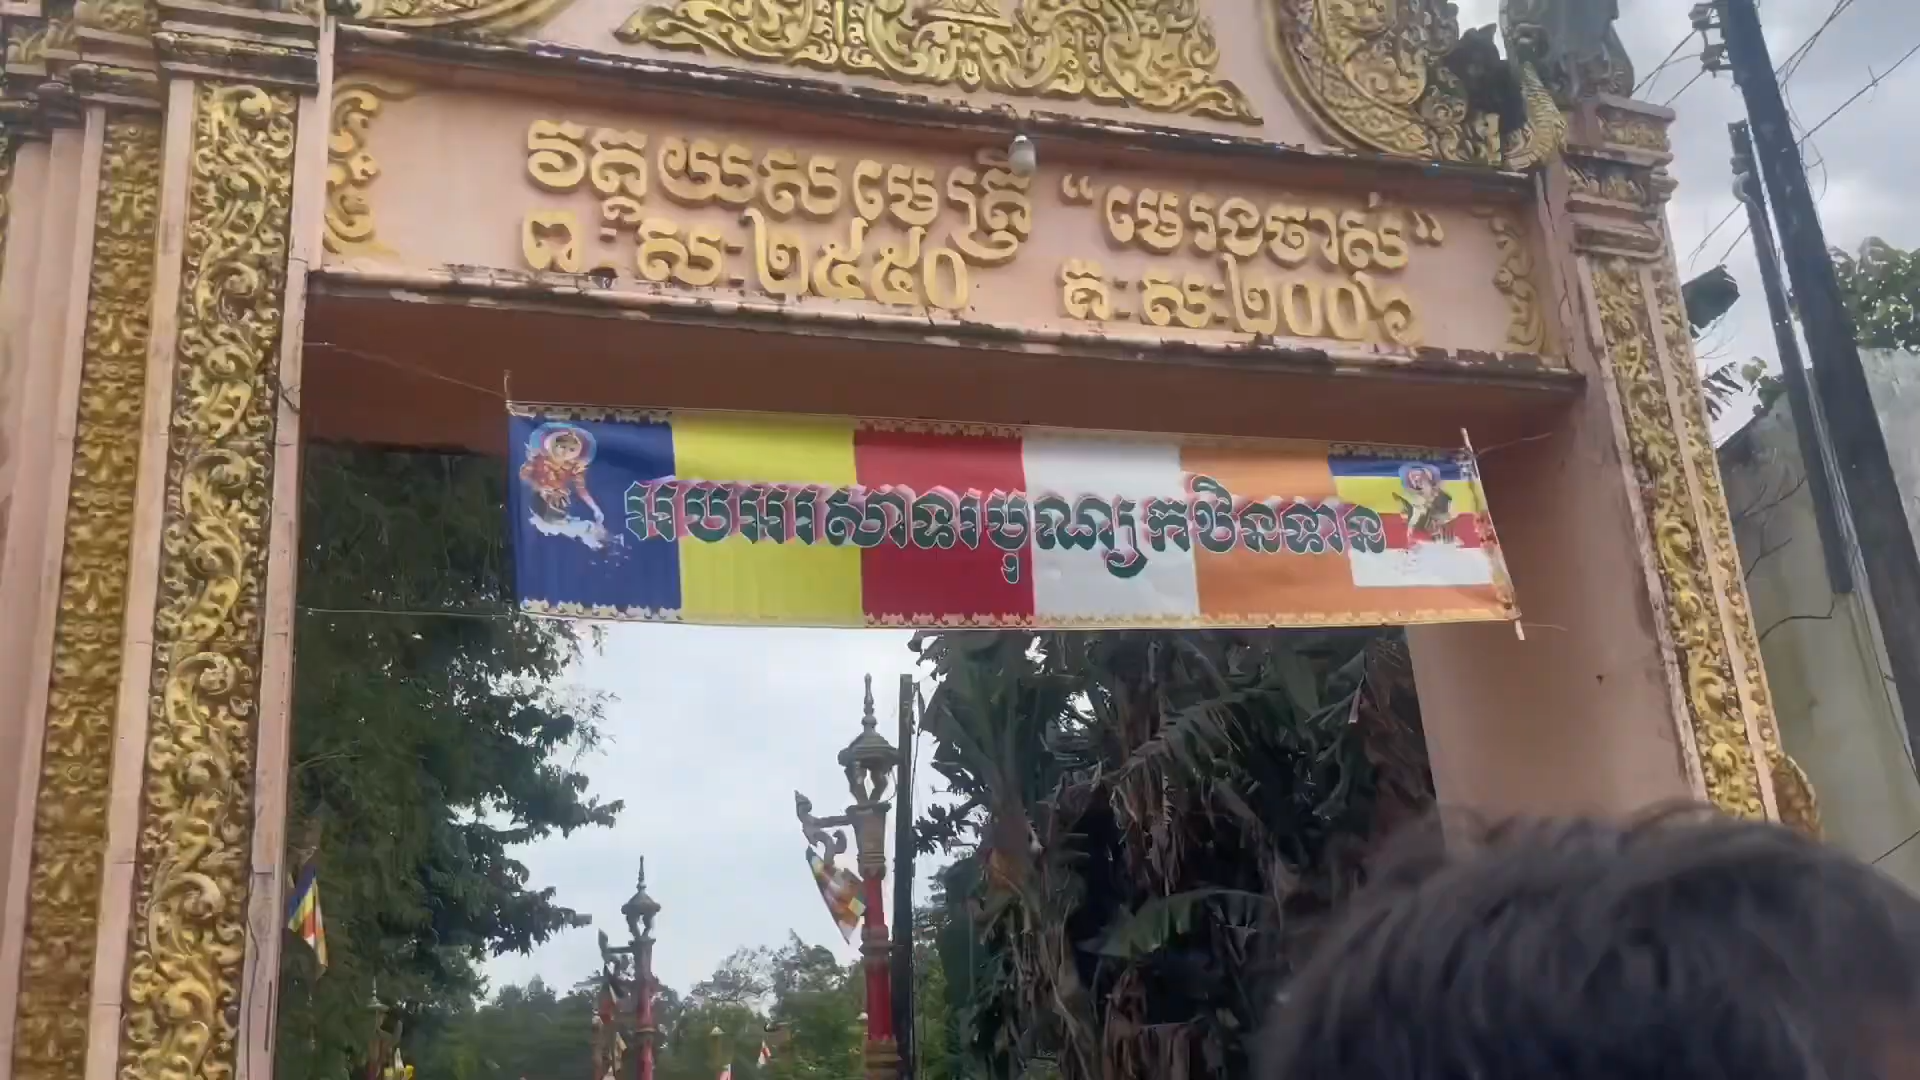 វត្តយសមេត្រី “មេរងចាស់”
ព.ស.២៥៥០ គ.ស.២០០៦
អបអរសាទរបុណ្យកឋិនទាន